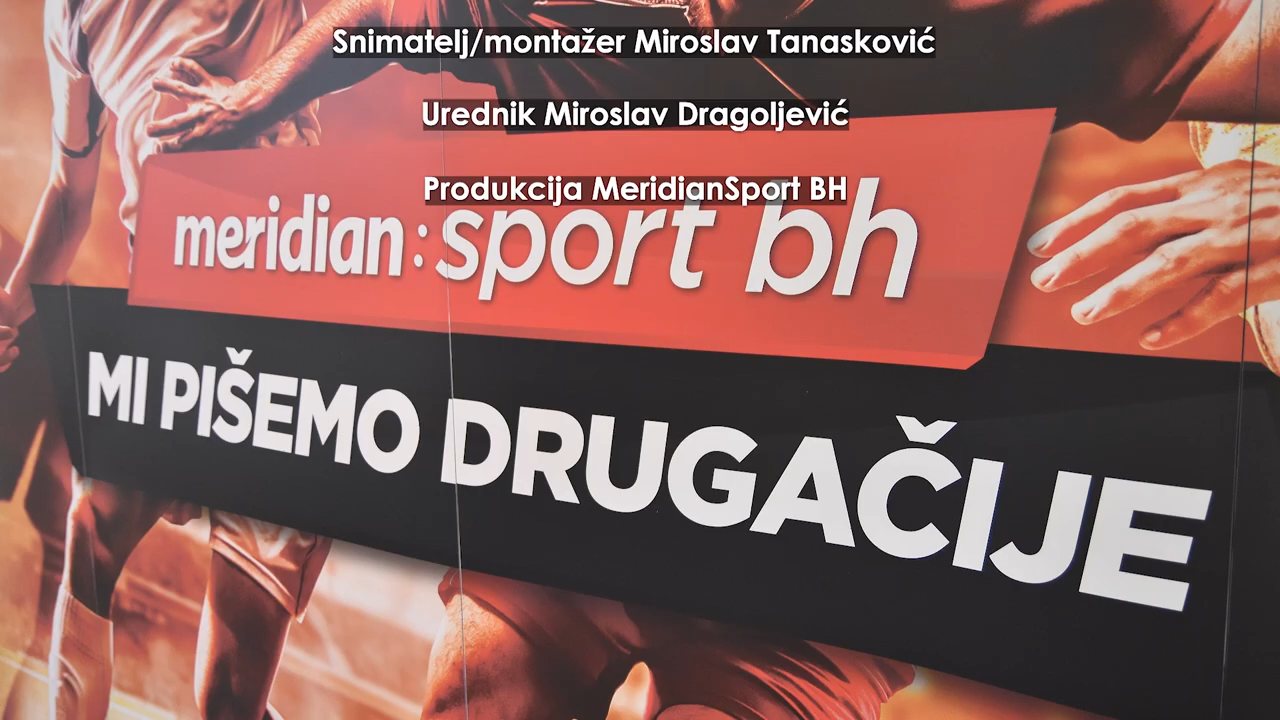 Snimatelj/montažer Miroslav Tanasković
Urednik Miroslav Dragoljević
Produkcija MeridianSport BH
meridian:sport bh
MI PIŠEMO DRUGAČIJE